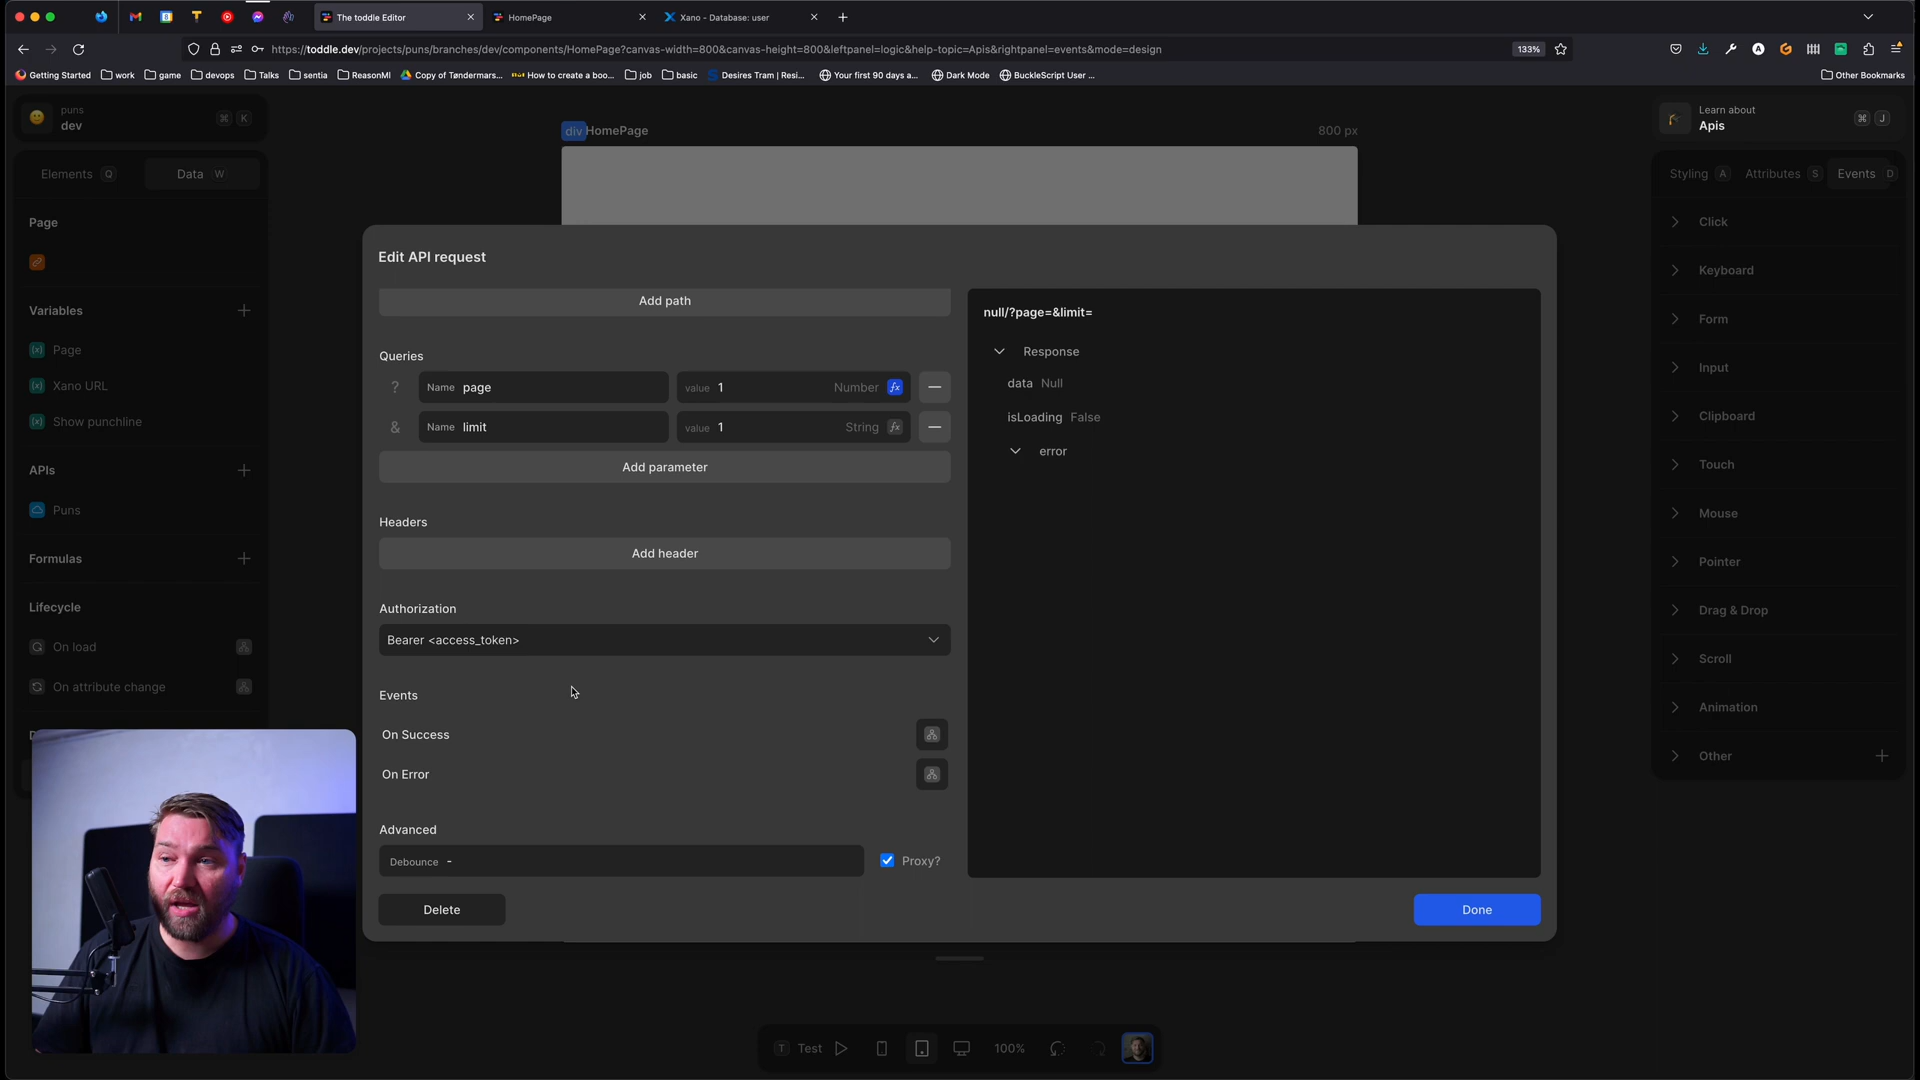 The toddle Editor
HomePage
Xano - Database: user
https://toddle.dev/projects/puns/branches/dev/components/HomePage?canvas-width=800&canvas-height=800&leftpanel=logic&help-topic=Apis&rightpanel=events&mode=design
133%
Getting Started
work
game
devops
Talks
sentia
ReasonMl
Copy of Tøndermars...
How to create a boo...
job
basic
Desires Tram | Resi...
Your first 90 days a...
Dark Mode
BuckleScript User ...
Other Bookmarks
puns
dev
⌘ K
div HomePage
800 px
Learn about
Apis
⌘ J
Elements Q
Data W
Styling A
Attributes S
Events D
Page
Variables
Page
Xano URL
Show punchline
APIs
Puns
Formulas
Lifecycle
On load
On attribute change
Edit API request
Add path
Queries
? Name page value 1 Number fx
& Name limit value 1 String fx
Add parameter
Headers
Add header
Authorization
Bearer <access_token>
Events
On Success
On Error
Advanced
Debounce -
Proxy?
Delete
Done
null/?page=&limit=
Response
data Null
isLoading False
error
Click
Keyboard
Form
Input
Clipboard
Touch
Mouse
Pointer
Drag & Drop
Scroll
Animation
Other
T Test
100%